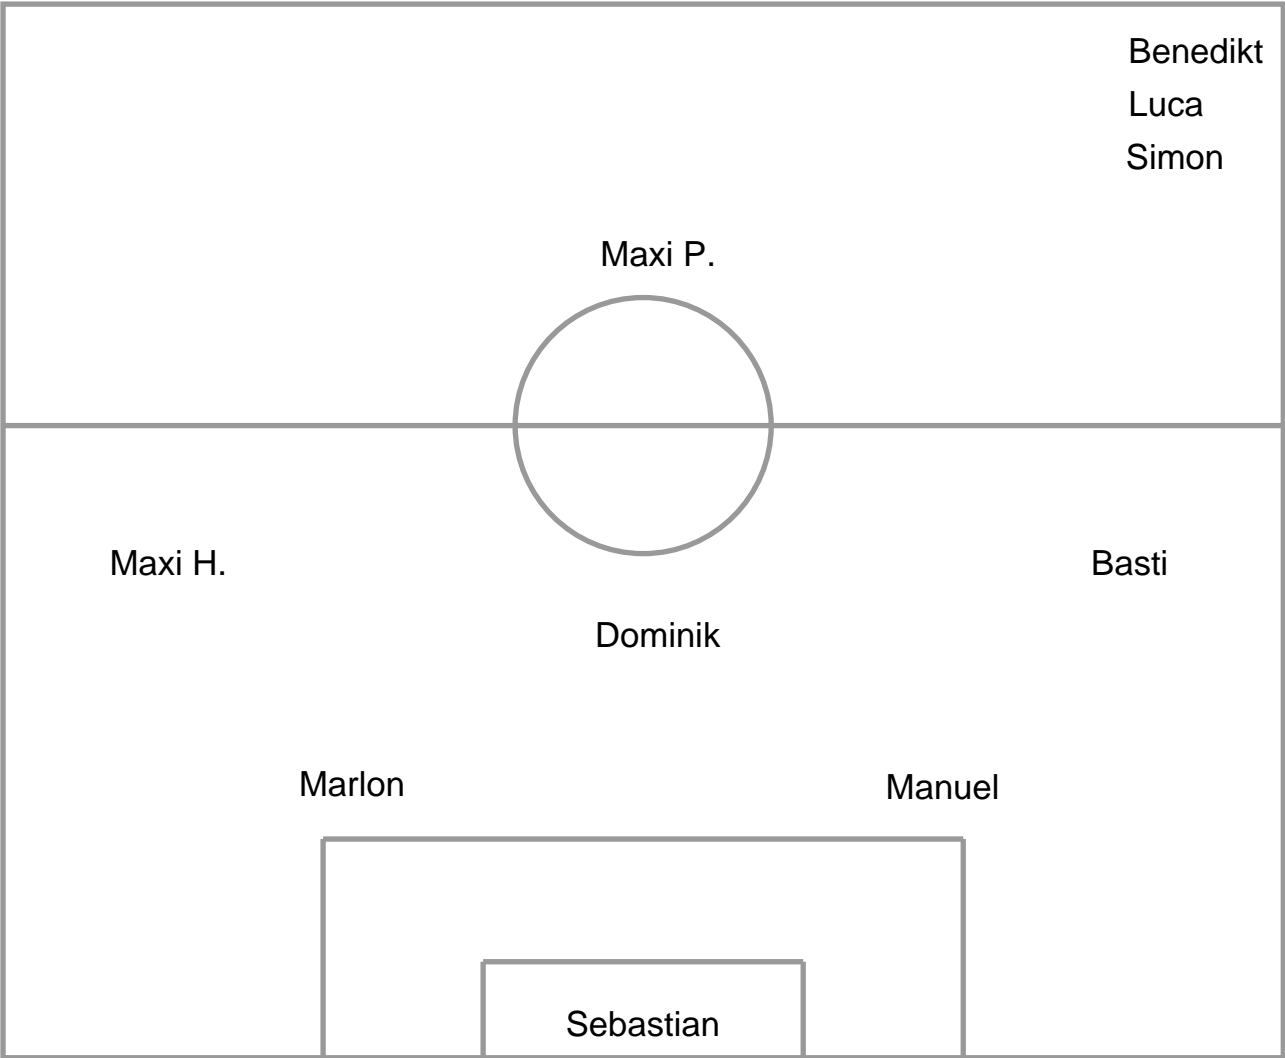 Benedikt
Luca
Simon
Maxi P.
Maxi H.
Basti
Dominik
Marlon
Manuel
Sebastian